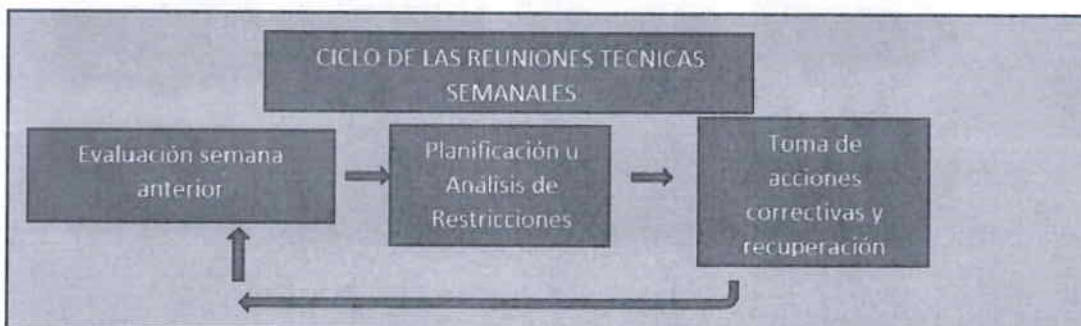 CICLO DE LAS REUNIONES TECNICAS
SEMANALES
Evaluación semana
anterior
Planificación u
Análisis de
Restricciones
Toma de
acciones
correctivas y
recuperación